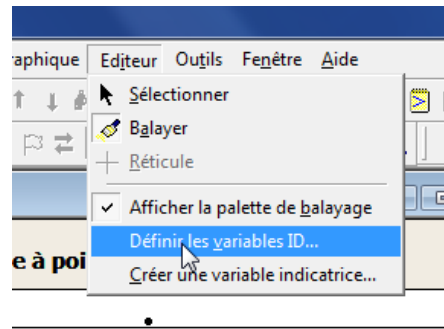 raphique Editeur Outils Fenêtre Aide
Sélectionner
Balayer
Réticule
Afficher la palette de balayage
Définir les variables ID...
e à poi
Créer une variable indicatrice...